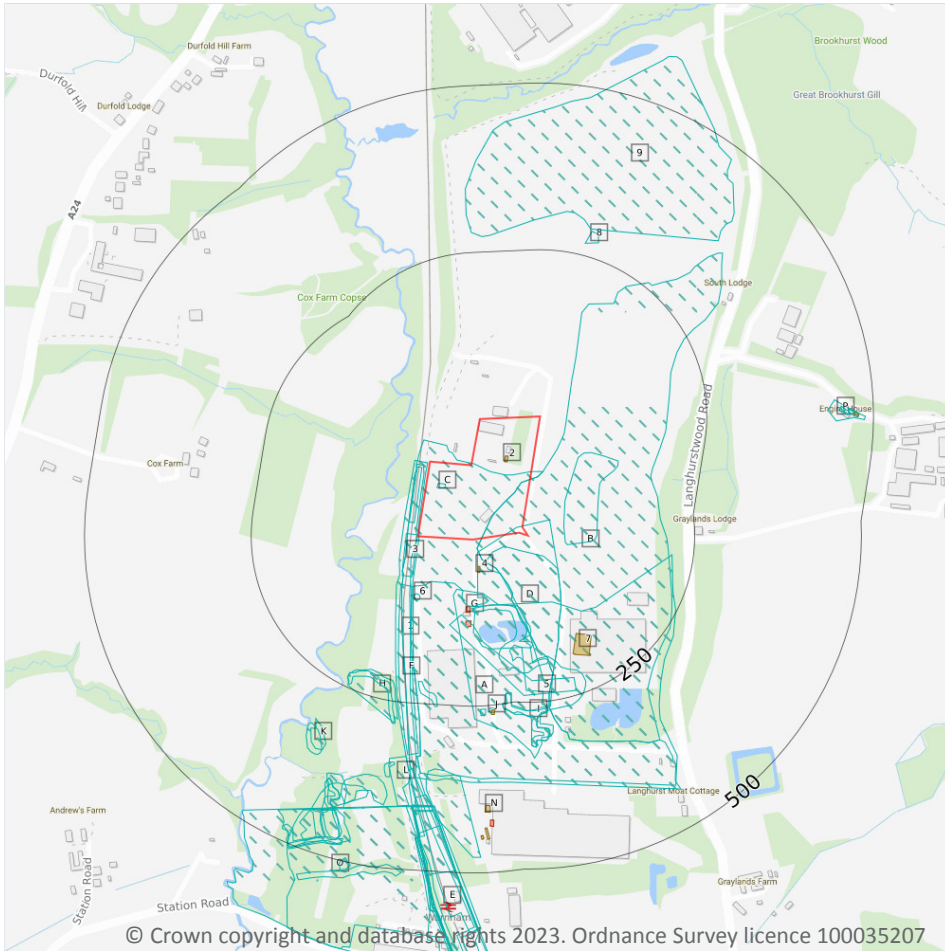 Durfold Hill Farm
Brookhurst Wood
Durfold Hill
Great Brookhurst Gill
Durfold Lodge
9
A24
8
South Lodge
Cox Farm Copse
Langhurstwood Road
P
Engine House
2
Cox Farm
C
Graylands Lodge
B
3
4
6
D
G
1
7
F
250
H
A
5
J
I
K
L
500
Langhurst Moat Cottage
N
Andrew's Farm
O
Station Road
Graylands Farm
E
Station Road
Warnham
© Crown copyright and database rights 2023. Ordnance Survey licence 100035207